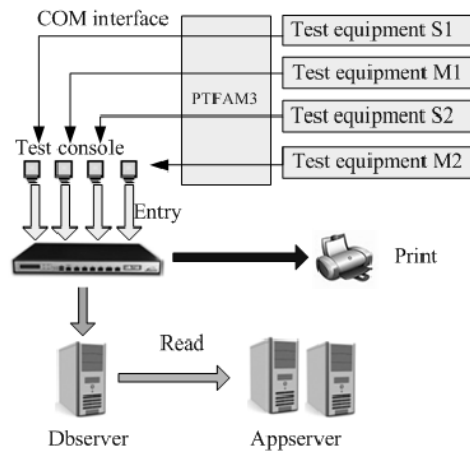 COM interface
Test equipment S1
Test equipment M1
PTIFAM3
Test equipment S2
Test console
Test equipment M2
Entry
Print
Read
Dbserver
Appserver